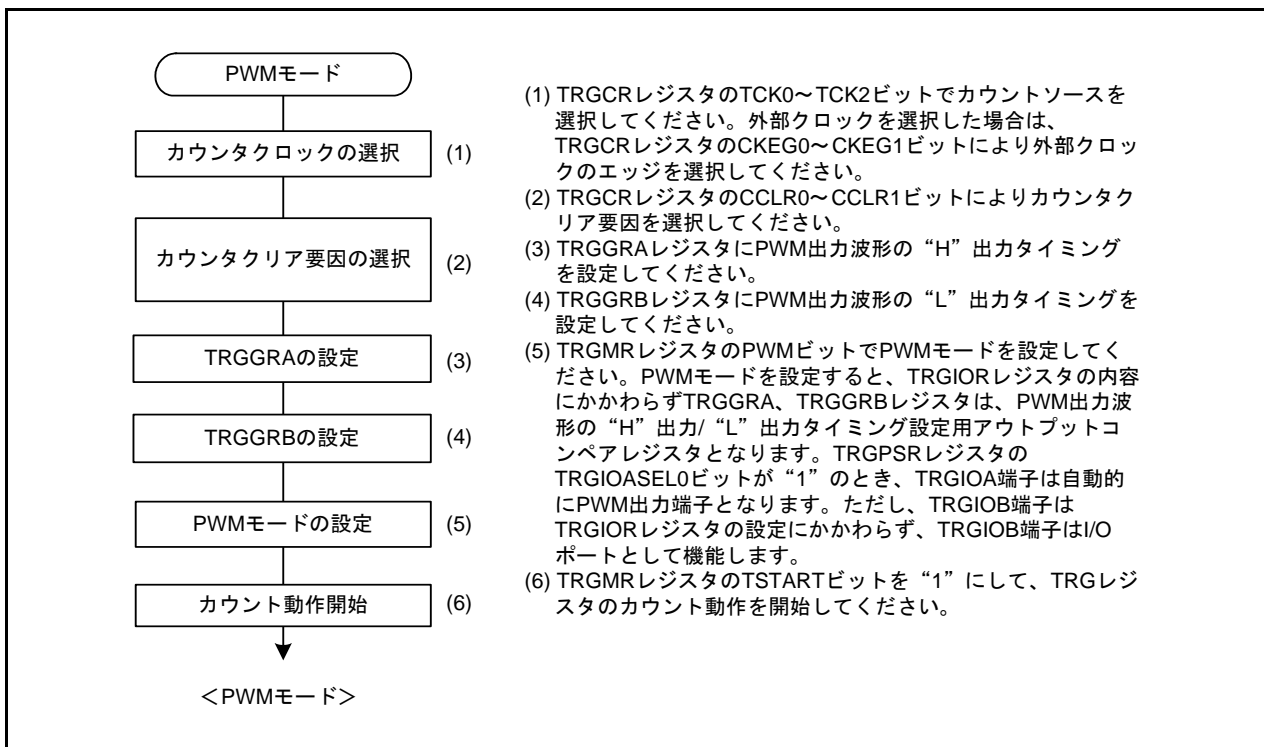 PWMモード
カウンタクロックの選択 (1)
カウンタクリア要因の選択 (2)
TRGGRAの設定 (3)
TRGGRBの設定 (4)
PWMモードの設定 (5)
カウント動作開始 (6)
＜PWMモード＞
(1) TRGCRレジスタのTCK0～TCK2ビットでカウントソースを
選択してください。外部クロックを選択した場合は、
TRGCRレジスタのCKEG0～CKEG1ビットにより外部クロッ
クのエッジを選択してください。
(2) TRGCRレジスタのCCLR0～CCLR1ビットによりカウンタク
リア要因を選択してください。
(3) TRGGRAレジスタにPWM出力波形の“H”出力タイミング
を設定してください。
(4) TRGGRBレジスタにPWM出力波形の“L”出力タイミングを
設定してください。
(5) TRGMRレジスタのPWMビットでPWMモードを設定してく
ださい。PWMモードを設定すると、TRGIORレジスタの内容
にかかわらずTRGGRA、TRGGRBレジスタは、PWM出力波
形の“H”出力/“L”出力タイミング設定用アウトプットコ
ンペアレジスタとなります。TRGPSRレジスタの
TRGIOASEL0ビットが“1”のとき、TRGIOA端子は自動的
にPWM出力端子となります。ただし、TRGIOB端子は
TRGIORレジスタの設定にかかわらず、TRGIOB端子はI/O
ポートとして機能します。
(6) TRGMRレジスタのTSTARTビットを“1”にして、TRGレジ
スタのカウント動作を開始してください。